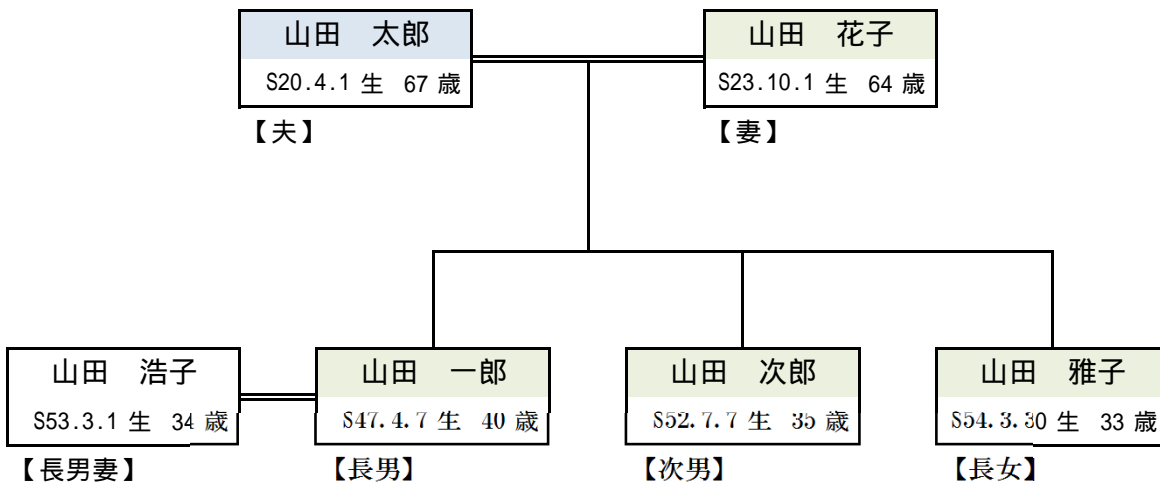 山田　太郎
S20.4.1 生 67 歳
【夫】
山田　花子
S23.10.1 生 64 歳
【妻】
山田　浩子
S53.3.1 生 34 歳
【長男妻】
山田　一郎
S47.4.7 生 40 歳
【長男】
山田　次郎
S52.7.7 生 35 歳
【次男】
山田　雅子
S54.3.30 生 33 歳
【長女】